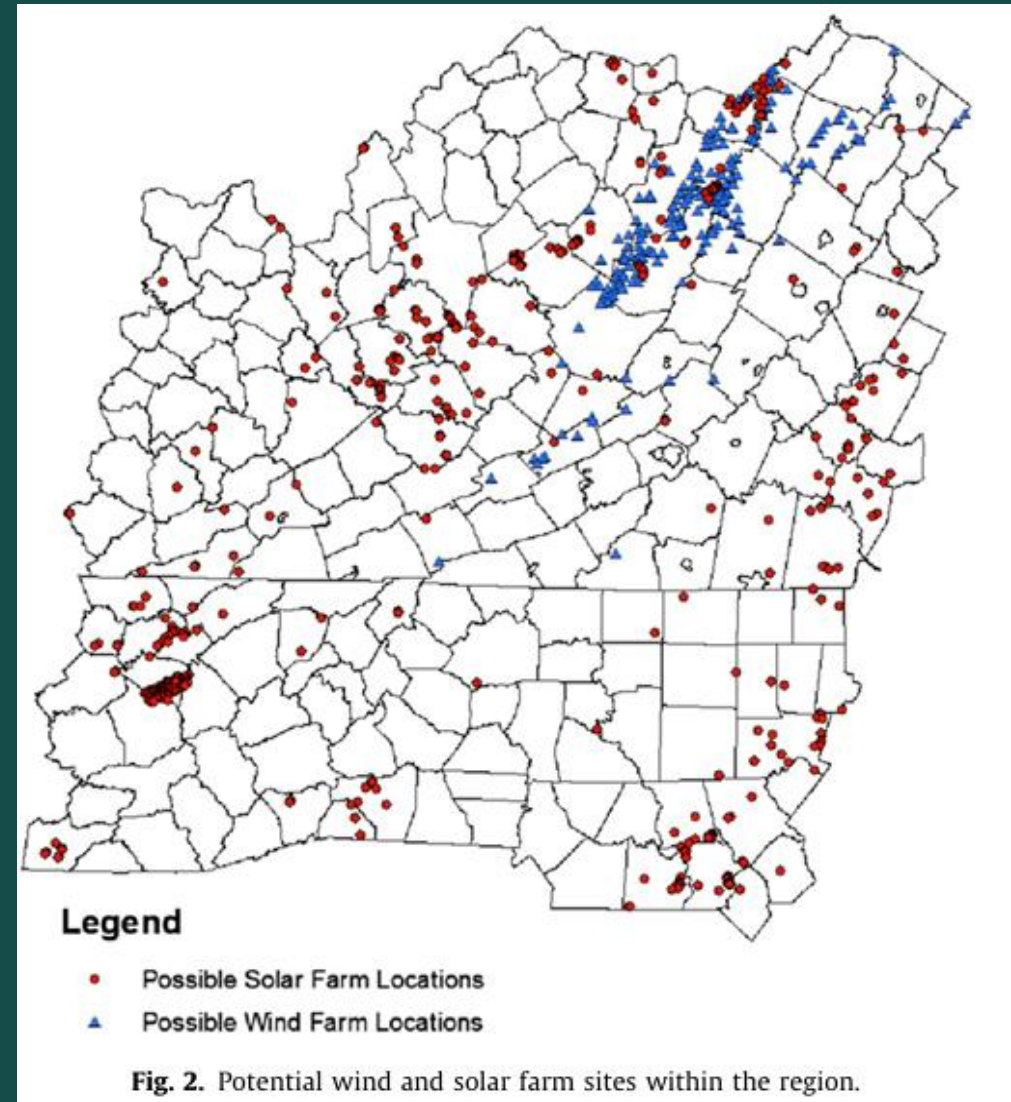 Legend
Possible Solar Farm Locations
Possible Wind Farm Locations
Fig. 2. Potential wind and solar farm sites within the region.